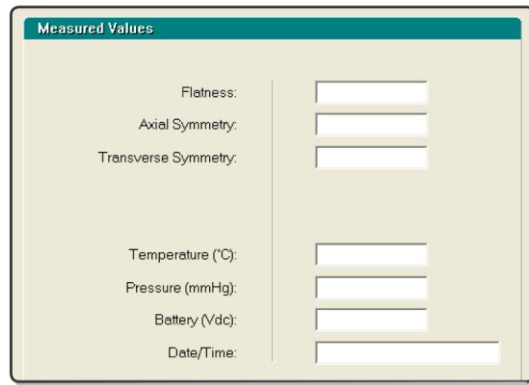 Measured Values
Flatness:
Axial Symmetry:
Transverse Symmetry:
Temperature (°C):
Pressure (mmHg):
Battery (Vdc):
Date/Time: